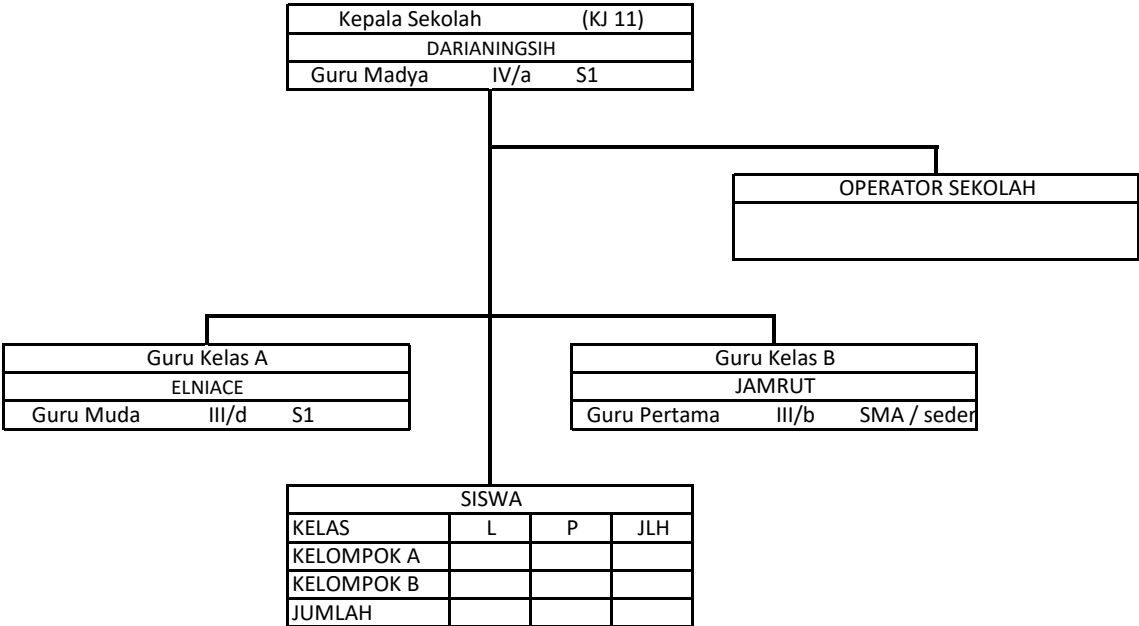 Kepala Sekolah (KJ 11)
DARIANINGSIH
Guru Madya IV/a S1
OPERATOR SEKOLAH
Guru Kelas A
ELNIACE
Guru Muda III/d S1
Guru Kelas B
JAMRUT
Guru Pertama III/b SMA / seder
SISWA
KELAS L P JLH
KELOMPOK A
KELOMPOK B
JUMLAH